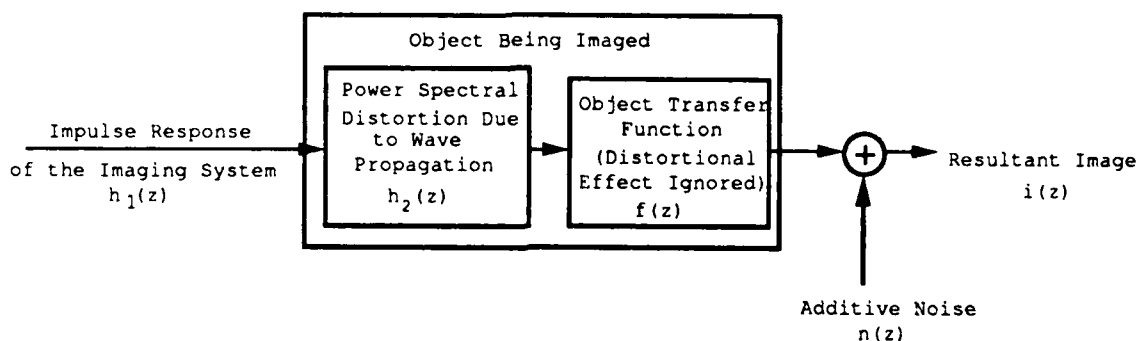 Object Being Imaged
Impulse Response
of the Imaging System
h1(z)
Power Spectral
Distortion Due
to Wave
Propagation
h2(z)
Object Transfer
Function
(Distortional
Effect Ignored)
f(z)
+
Resultant Image
i(z)
Additive Noise
n(z)